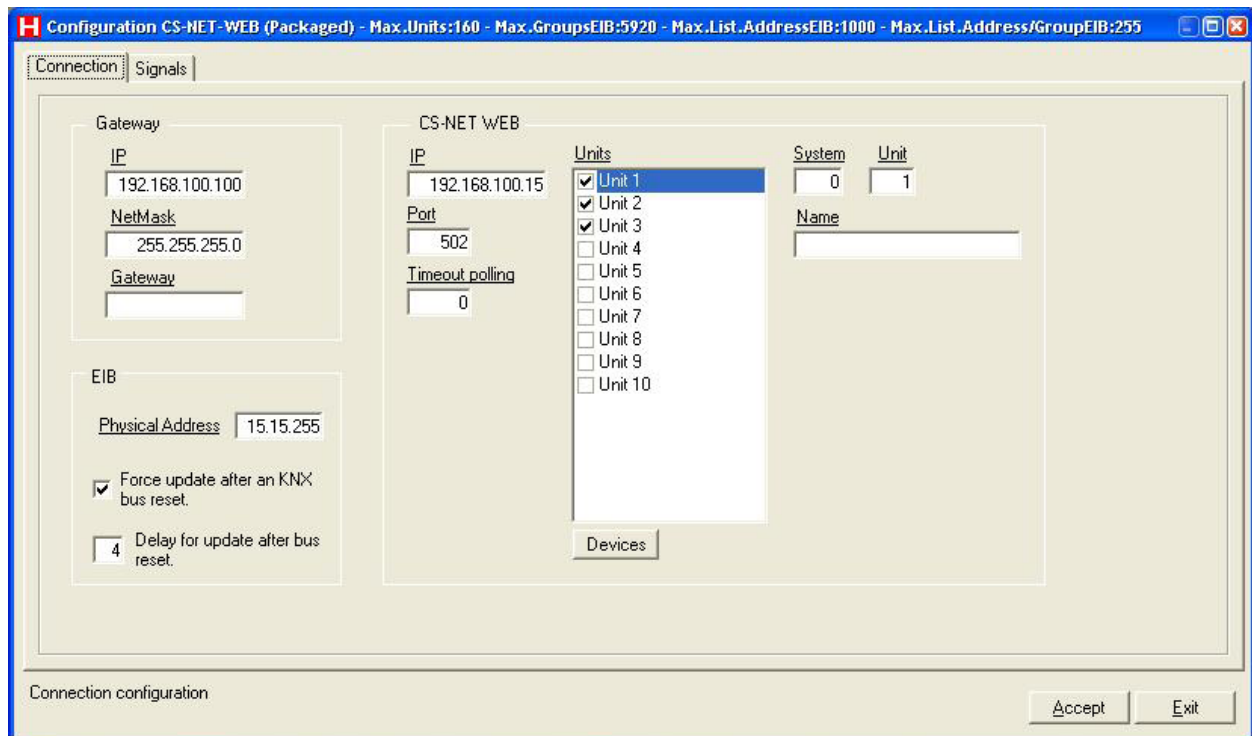 H Configuration CS-NET-WEB (Packaged) - Max.Units:160 - Max.GroupsEIB:5920 - Max.List.AddressEIB:1000 - Max.List.Address/GroupEIB:255
Connection Signals
Gateway
IP
192.168.100.100
NetMask
255.255.255.0
Gateway
EIB
Physical Address 15.15.255
Force update after an KNX
bus reset.
4 Delay for update after bus
reset.
CS-NET WEB
IP
192.168.100.15
Port
502
Timeout polling
0
Units
Unit 1
Unit 2
Unit 3
Unit 4
Unit 5
Unit 6
Unit 7
Unit 8
Unit 9
Unit 10
Devices
System Unit
0 1
Name
Connection configuration
Accept Exit